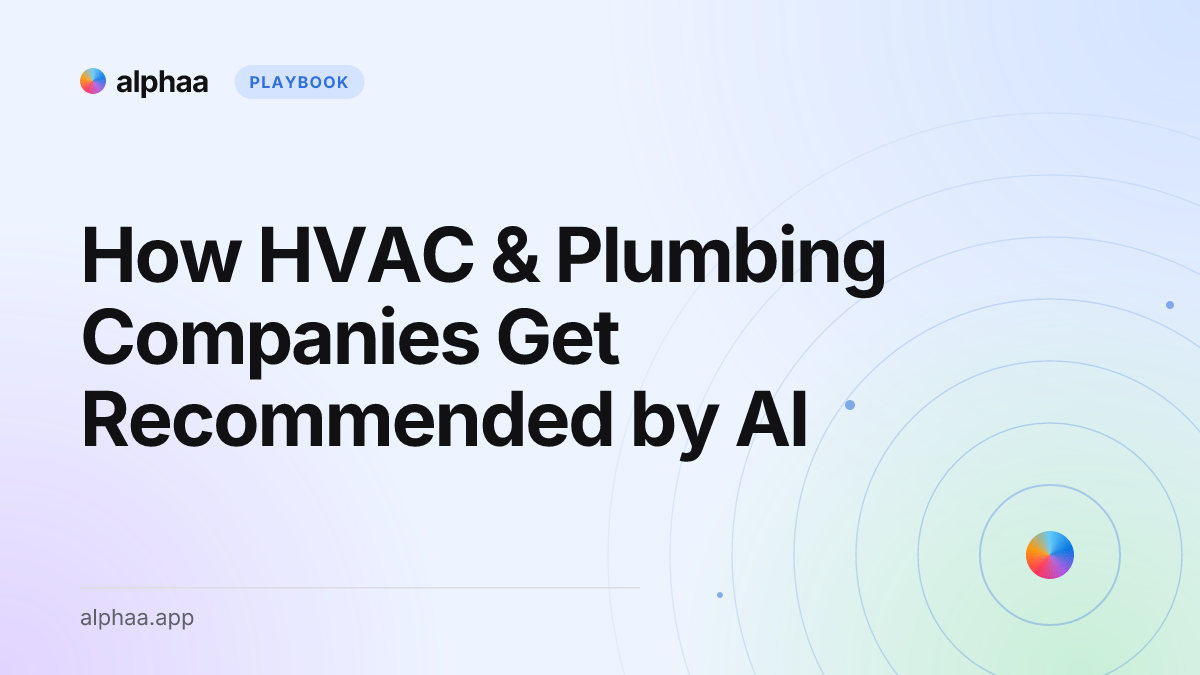 alphaa PLAYBOOK
How HVAC & Plumbing
Companies Get
Recommended by AI
alphaa.app